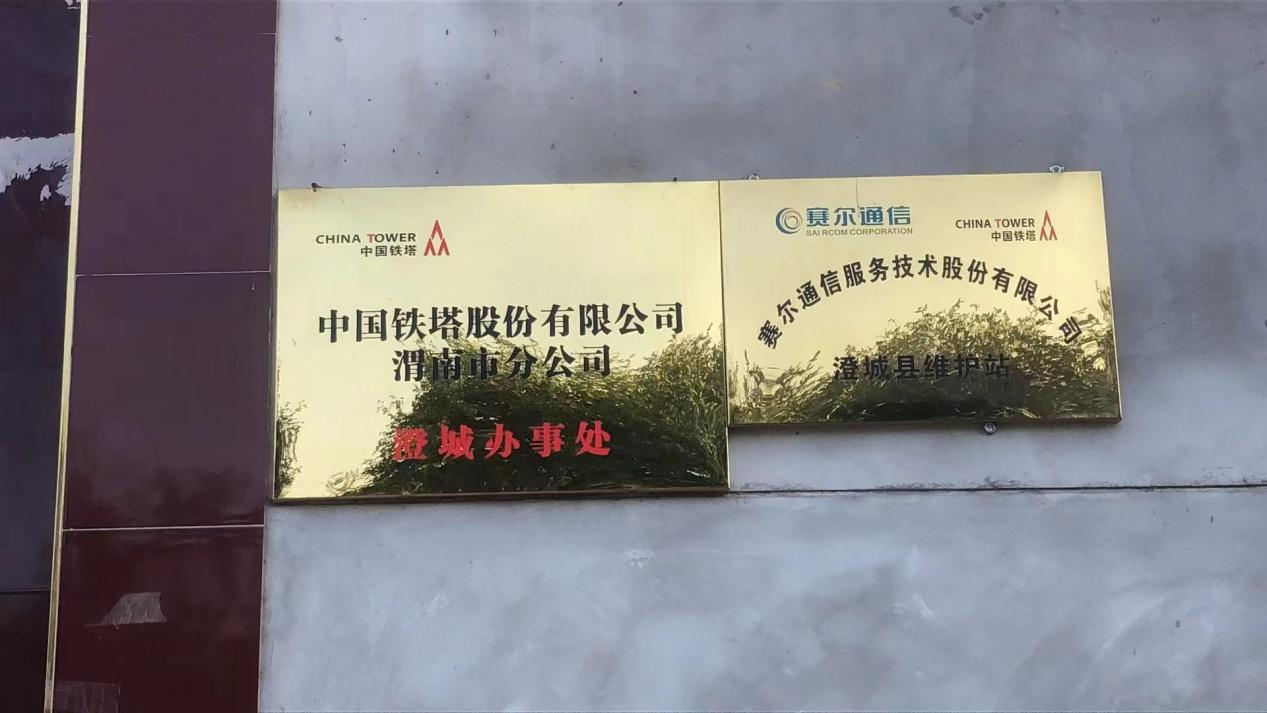 CHINA TOWER
中国铁塔
中国铁塔股份有限公司
渭南市分公司
澄城办事处
赛尔通信
SAI RCOM CORPORATION
CHINA TOWER
中国铁塔
赛尔通信服务技术股份有限公司
澄城县维护站